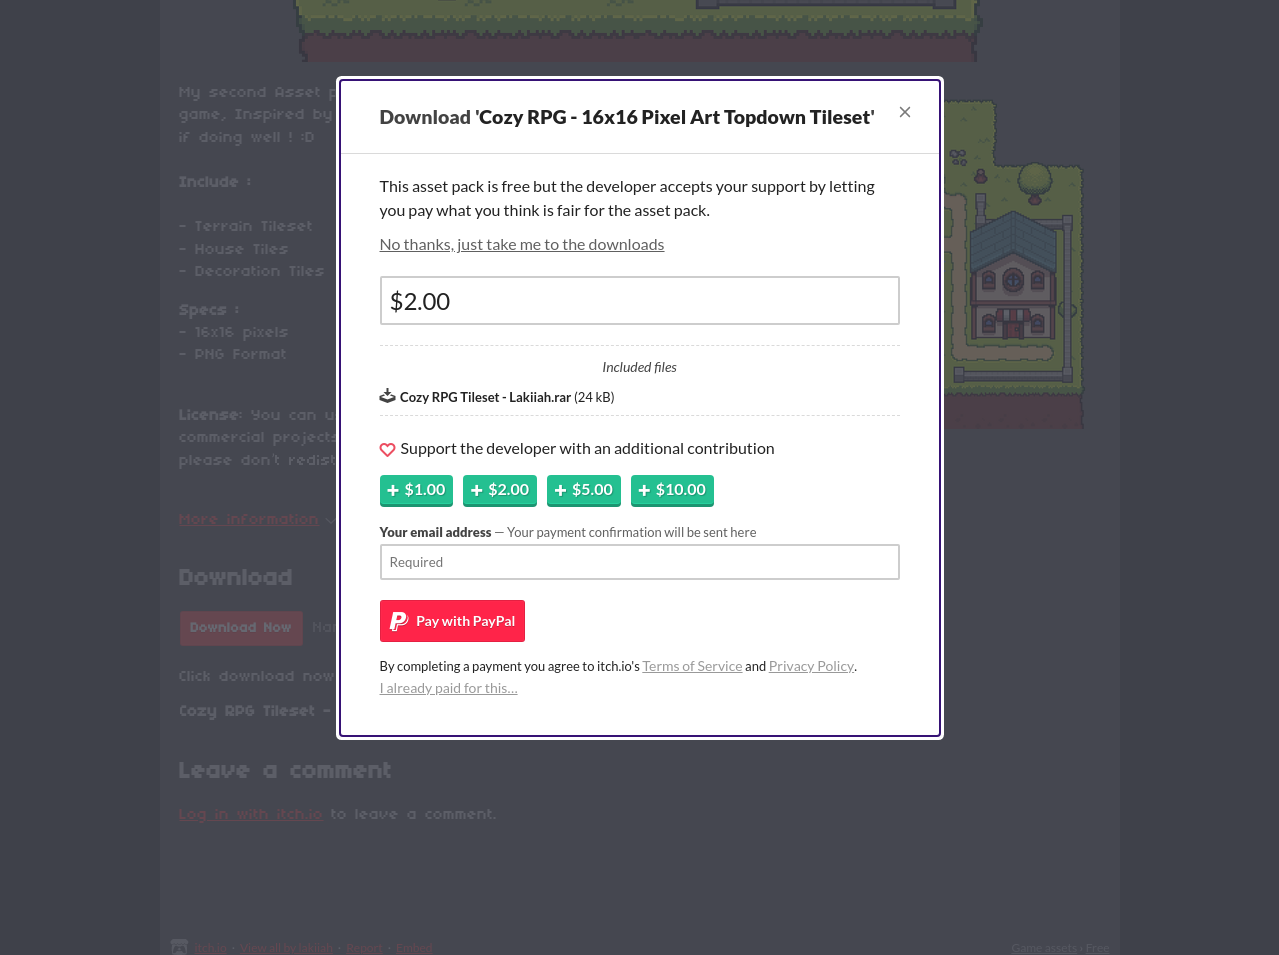 My second Asset p
game, Inspired by
if doing well ! :D
Include :
- Terrain Tileset
- House Tiles
- Decoration Tiles
Specs :
- 16x16 pixels
- PNG Format
License: You can u
commercial projects
please don't redist
More information
Download
Download Now Nam
Click download now
Cozy RPG Tileset -
Download 'Cozy RPG - 16x16 Pixel Art Topdown Tileset' ×
This asset pack is free but the developer accepts your support by letting
you pay what you think is fair for the asset pack.
No thanks, just take me to the downloads
$2.00
Included files
Cozy RPG Tileset - Lakiiah.rar (24 kB)
Support the developer with an additional contribution
+ $1.00 + $2.00 + $5.00 + $10.00
Your email address — Your payment confirmation will be sent here
Required
Pay with PayPal
By completing a payment you agree to itch.io's Terms of Service and Privacy Policy.
I already paid for this...
Leave a comment
Log in with itch.io to leave a comment.
itch.io · View all by lakiiah · Report · Embed
Game assets › Free